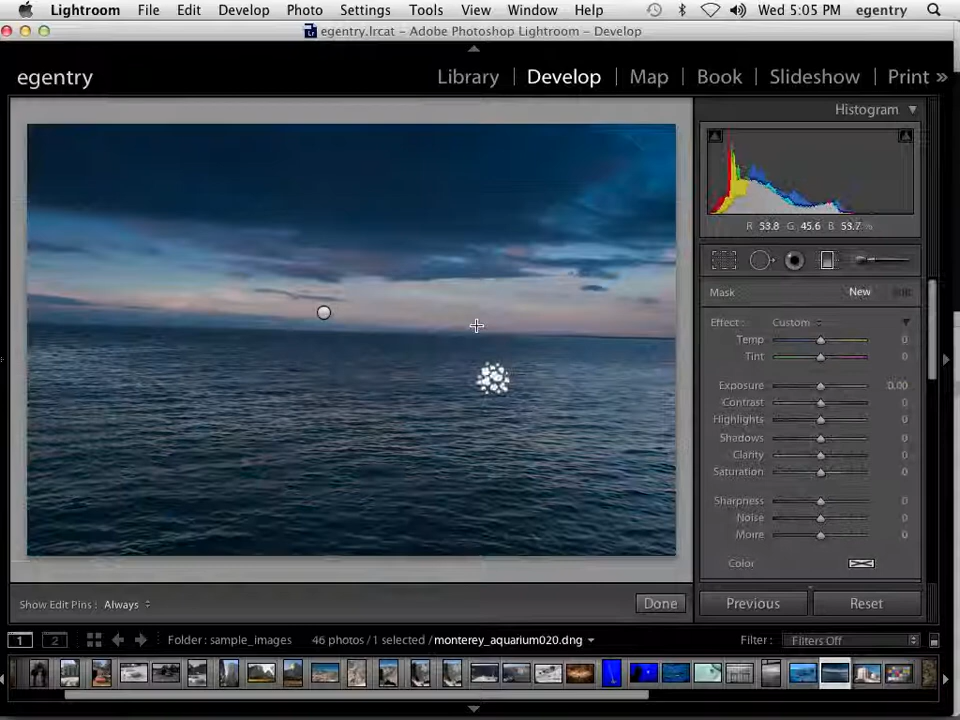 Lightroom File Edit Develop Photo Settings Tools View Window Help Wed 5:05 PM egentry
egentry.lrcat – Adobe Photoshop Lightroom – Develop
egentry Library | Develop | Map | Book | Slideshow | Print »
Histogram
R 53.8 G 45.6 B 53.7 %
Mask New
Effect: Custom
Temp 0
Tint 0
Exposure 0.00
Contrast 0
Highlights 0
Shadows 0
Clarity 0
Saturation 0
Sharpness 0
Noise 0
Moire 0
Color
Show Edit Pins: Always Done Previous Reset
1 2 Folder: sample_images 46 photos / 1 selected / monterey_aquarium020.dng Filter: Filters Off